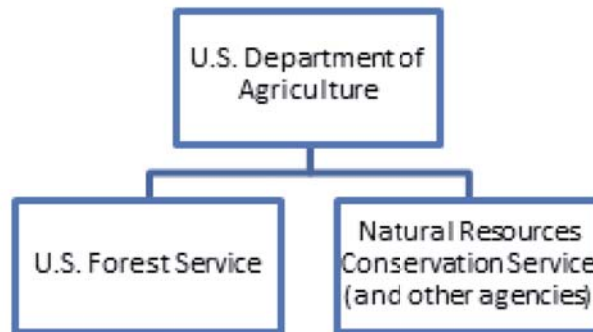 U.S. Department of
Agriculture
U.S. Forest Service
Natural Resources
Conservation Service
(and other agencies)